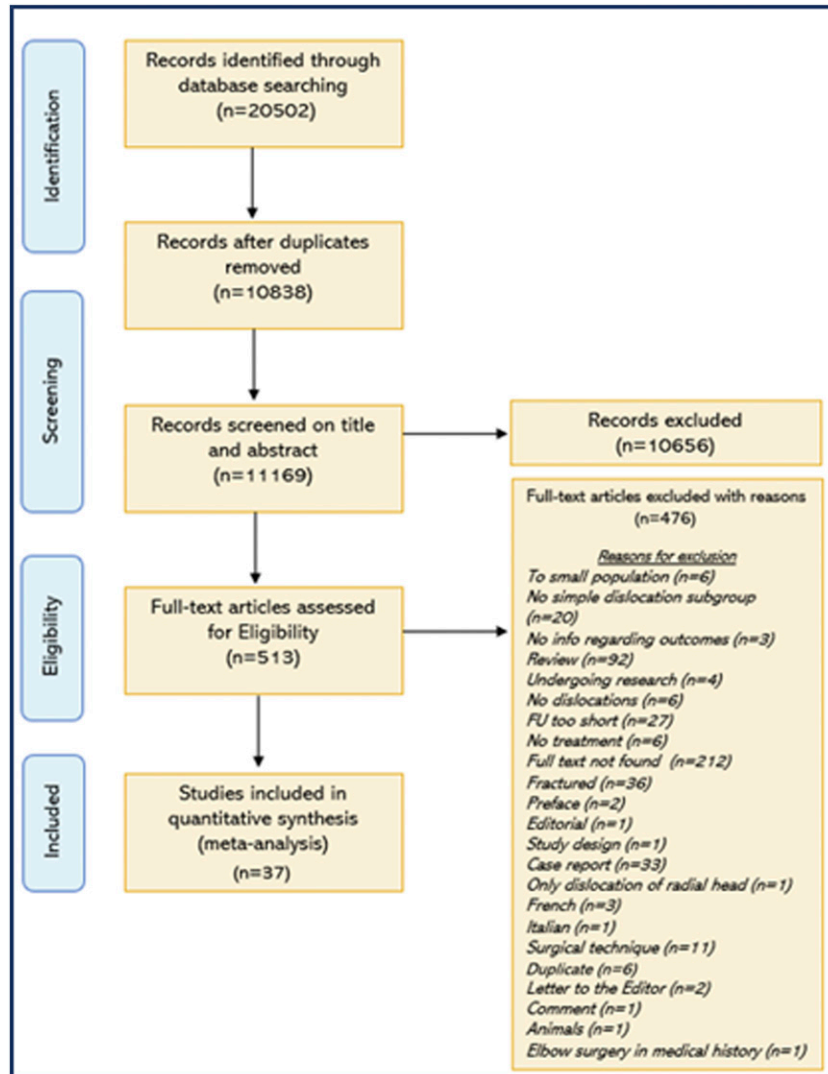 Identification
Records identified through
database searching
(n=20502)
Records after duplicates
removed
(n=10838)
Screening
Records screened on title
and abstract
(n=11169)
Records excluded
(n=10656)
Eligibility
Full-text articles assessed
for Eligibility
(n=513)
Full-text articles excluded with reasons
(n=476)
Reasons for exclusion
To small population (n=6)
No simple dislocation subgroup
(n=20)
No info regarding outcomes (n=3)
Review (n=92)
Undergoing research (n=4)
No dislocations (n=6)
FU too short (n=27)
No treatment (n=6)
Full text not found (n=212)
Fractured (n=36)
Preface (n=2)
Editorial (n=1)
Study design (n=1)
Case report (n=33)
Only dislocation of radial head (n=1)
French (n=3)
Italian (n=1)
Surgical technique (n=11)
Duplicate (n=6)
Letter to the Editor (n=2)
Comment (n=1)
Animals (n=1)
Elbow surgery in medical history (n=1)
Included
Studies included in
quantitative synthesis
(meta-analysis)
(n=37)